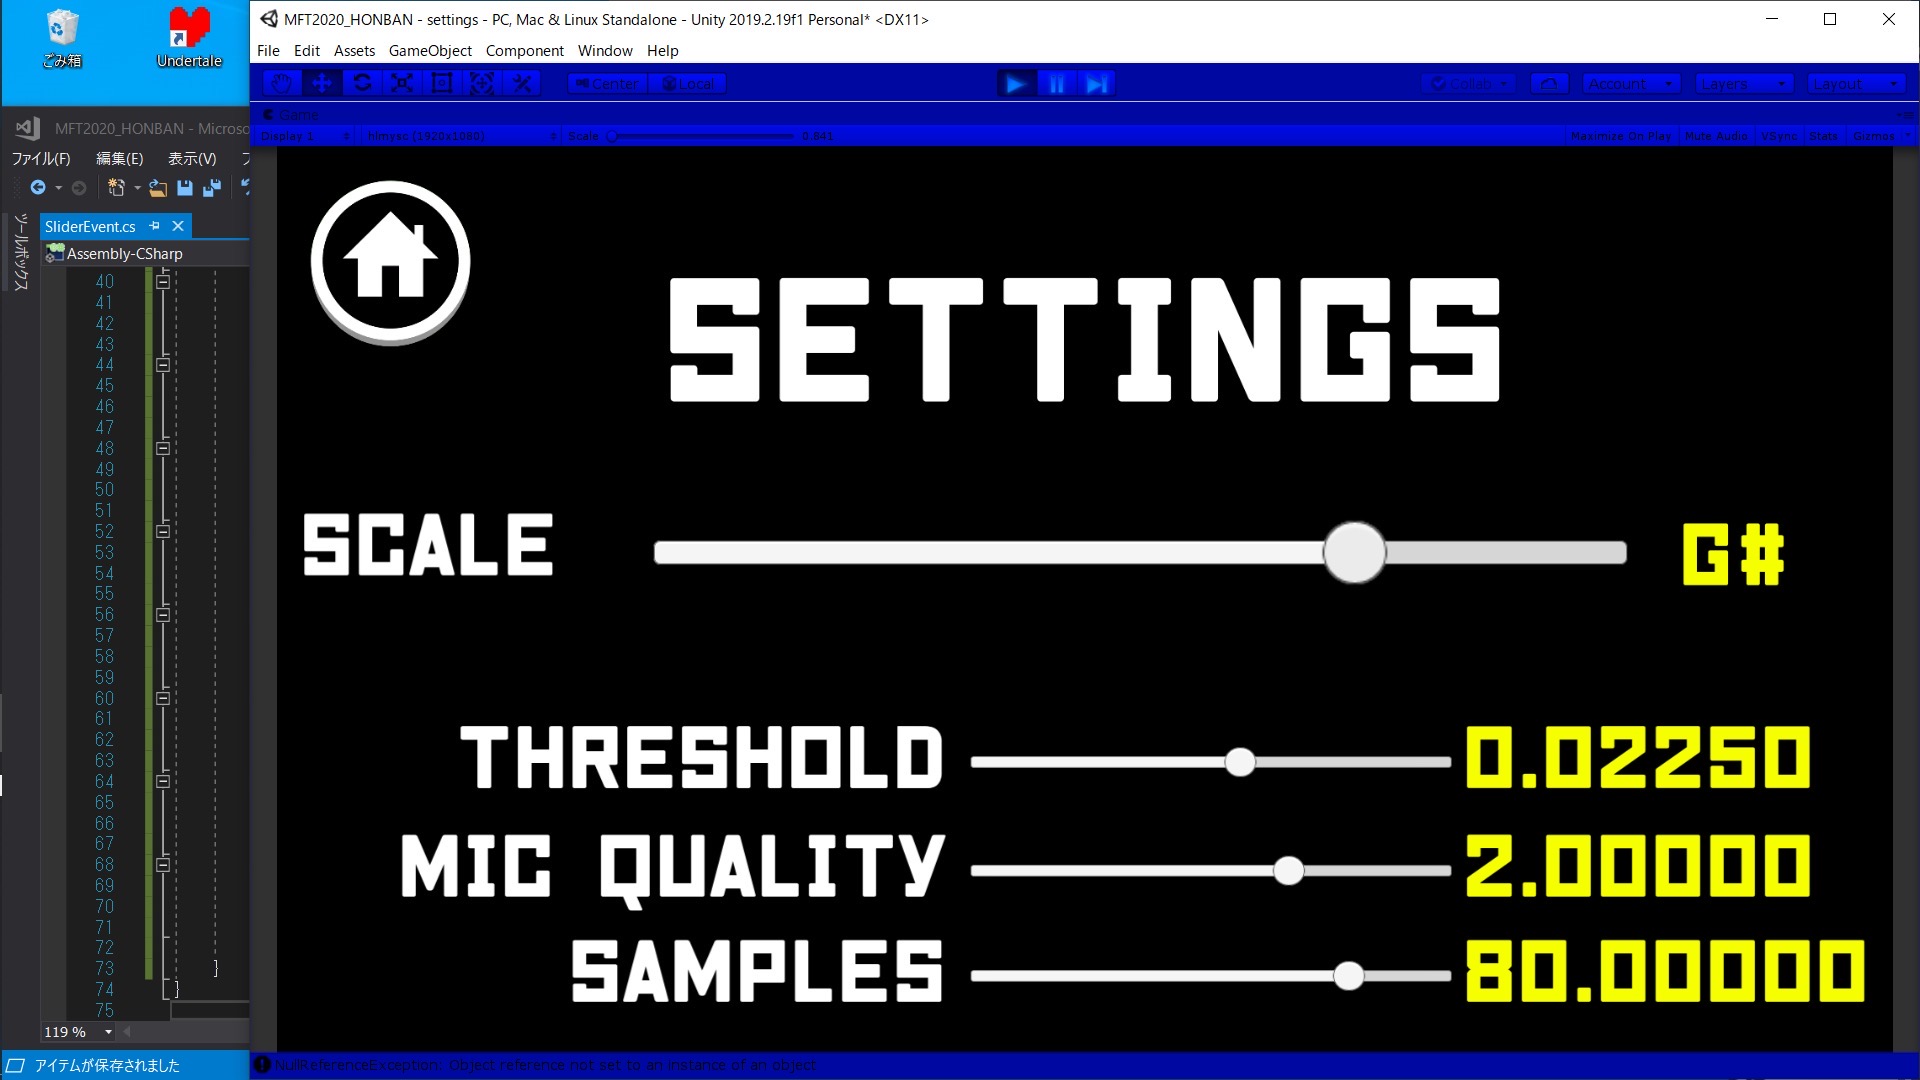 ごみ箱
Undertale
MFT2020_HONBAN - Microso
ファイル(F) 編集(E) 表示(V) プ
ツールボックス
SliderEvent.cs
Assembly-CSharp
40
41
42
43
44
45
46
47
48
49
50
51
52
53
54
55
56
57
58
59
60
61
62
63
64
65
66
67
68
69
70
71
72
73 }
74 }
75
119 %
アイテムが保存されました
MFT2020_HONBAN - settings - PC, Mac & Linux Standalone - Unity 2019.2.19f1 Personal* <DX11>
File Edit Assets GameObject Component Window Help
Center Local Collab Account Layers Layout
Game
Display 1 hlmysc (1920x1080) Scale 0.841 Maximize On Play Mute Audio VSync Stats Gizmos
SETTINGS
SCALE G#
THRESHOLD 0.02250
MIC QUALITY 2.00000
SAMPLES 80.00000
NullReferenceException: Object reference not set to an instance of an object